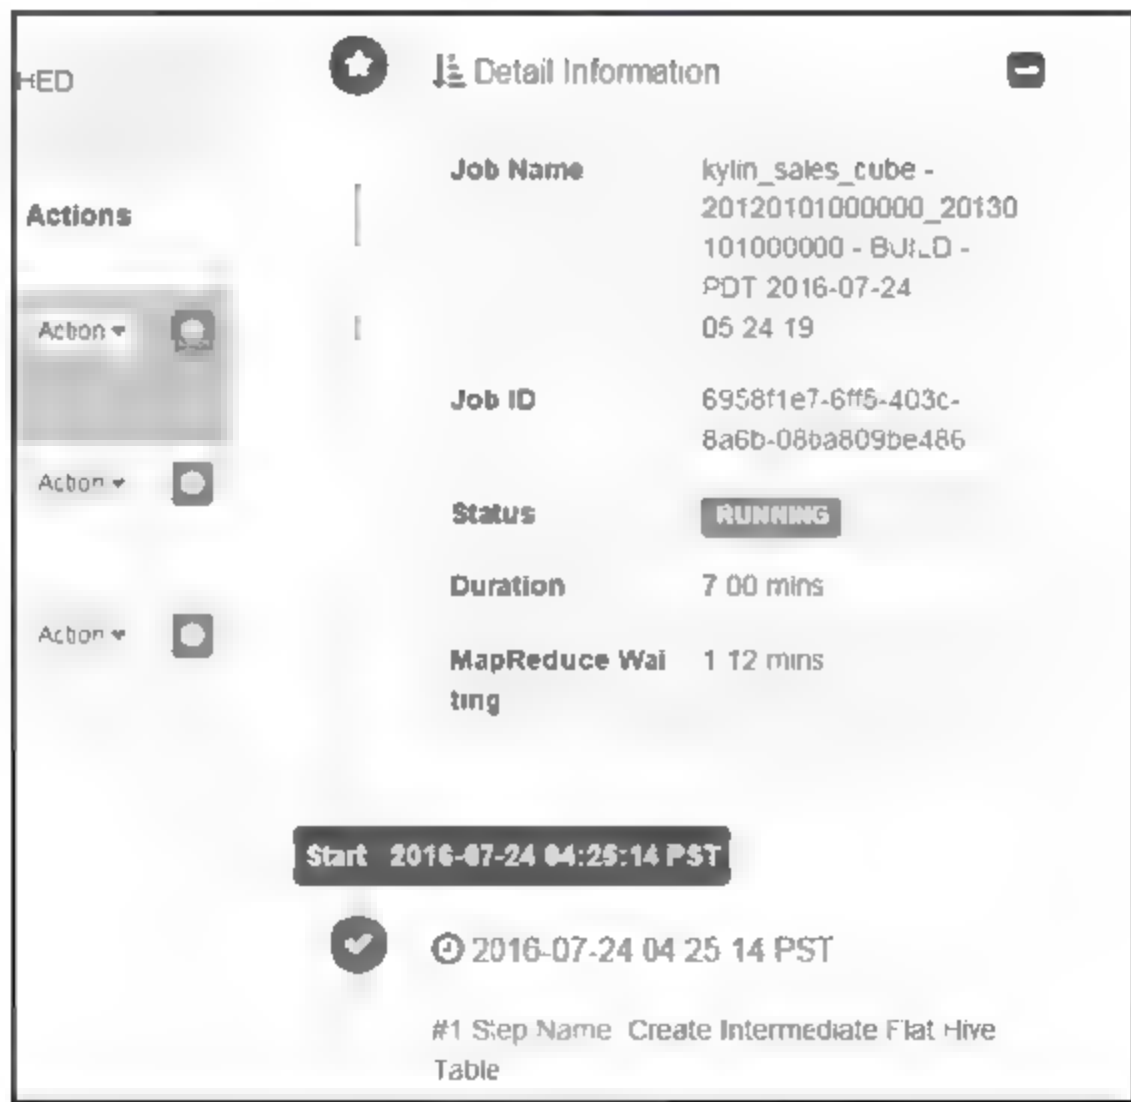 HED
Actions
Action
Action
Action
Detail Information
Job Name
kylin_sales_cube -
20120101000000_20130
101000000 - BUILD -
PDT 2016-07-24
05 24 19
Job ID
6958f1e7-6ff5-403c-
8a6b-08ba809be486
Status
RUNNING
Duration
7 00 mins
MapReduce Wai
ting
1 12 mins
Start 2016-07-24 04:25:14 PST
2016-07-24 04 25 14 PST
#1 Step Name Create Intermediate Flat Hive
Table